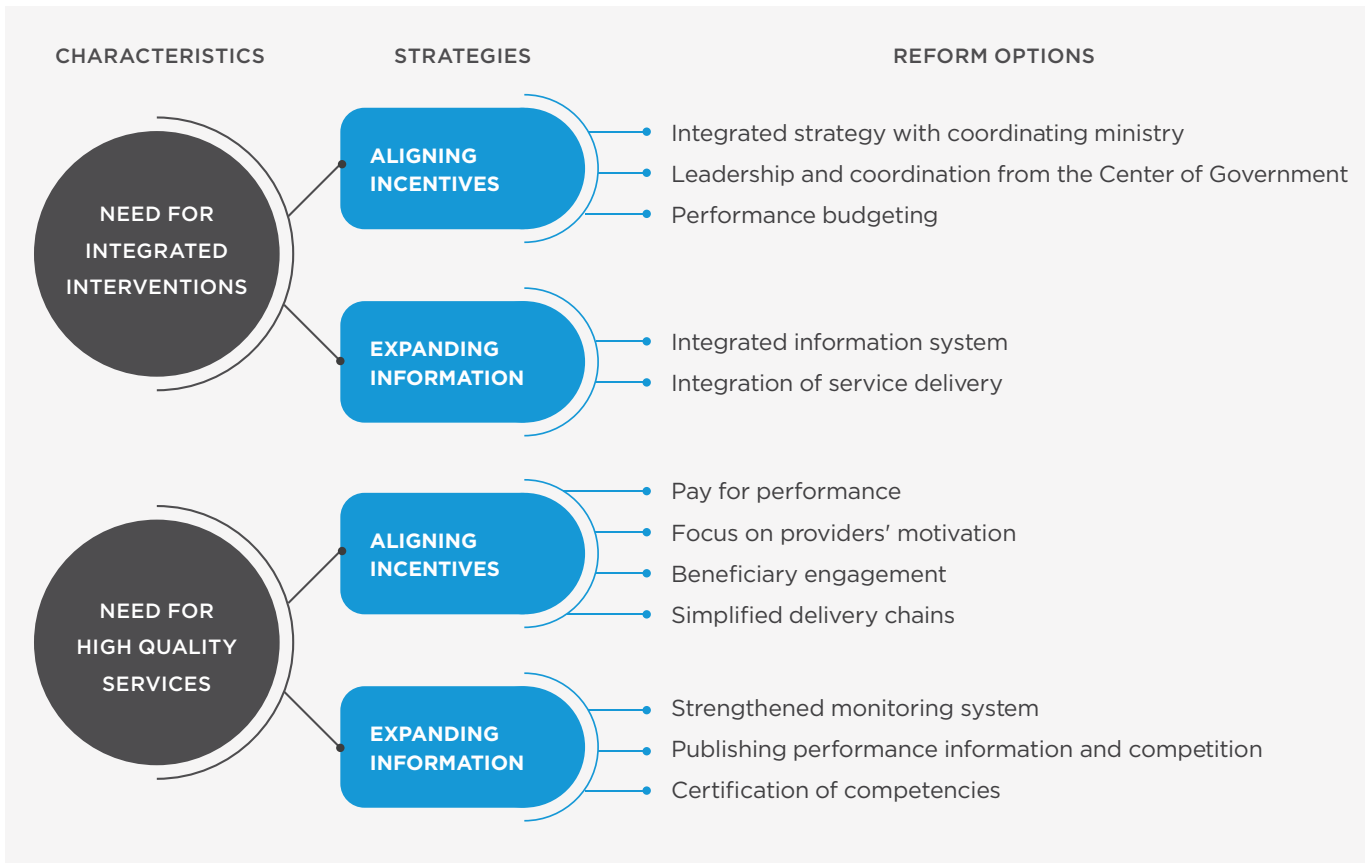 CHARACTERISTICS
STRATEGIES
REFORM OPTIONS
NEED FOR
INTEGRATED
INTERVENTIONS
ALIGNING
INCENTIVES
Integrated strategy with coordinating ministry
Leadership and coordination from the Center of Government
Performance budgeting
EXPANDING
INFORMATION
Integrated information system
Integration of service delivery
NEED FOR
HIGH QUALITY
SERVICES
ALIGNING
INCENTIVES
Pay for performance
Focus on providers' motivation
Beneficiary engagement
Simplified delivery chains
EXPANDING
INFORMATION
Strengthened monitoring system
Publishing performance information and competition
Certification of competencies